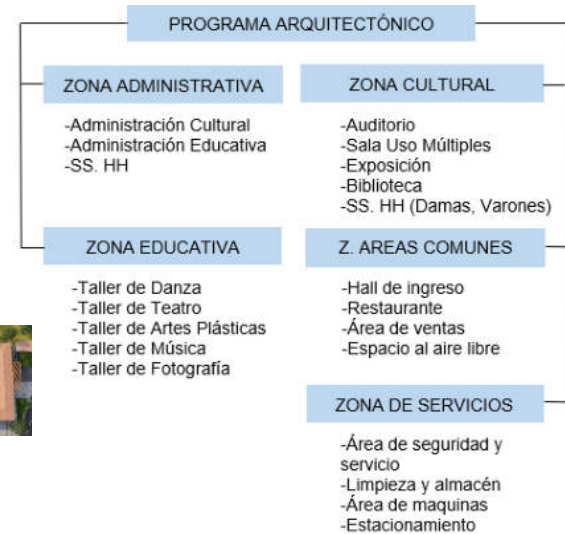 PROGRAMA ARQUITECTÓNICO
ZONA ADMINISTRATIVA
-Administración Cultural
-Administración Educativa
-SS. HH
ZONA CULTURAL
-Auditorio
-Sala Uso Múltiples
-Exposición
-Biblioteca
-SS. HH (Damas, Varones)
ZONA EDUCATIVA
-Taller de Danza
-Taller de Teatro
-Taller de Artes Plásticas
-Taller de Música
-Taller de Fotografía
Z. AREAS COMUNES
-Hall de ingreso
-Restaurante
-Área de ventas
-Espacio al aire libre
ZONA DE SERVICIOS
-Área de seguridad y
servicio
-Limpieza y almacén
-Área de maquinas
-Estacionamiento